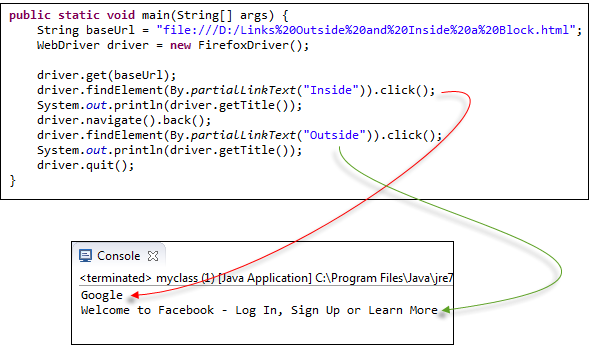 public static void main(String[] args) {
String baseUrl = "file:///D:/Links%20Outside%20and%20Inside%20a%20Block.html";
WebDriver driver = new FirefoxDriver();
driver.get(baseUrl);
driver.findElement(By.partialLinkText("Inside")).click();
System.out.println(driver.getTitle());
driver.navigate().back();
driver.findElement(By.partialLinkText("Outside")).click();
System.out.println(driver.getTitle());
driver.quit();
}
Console
<terminated> myclass (1) [Java Application] C:\Program Files\Java\jre7
Google
Welcome to Facebook - Log In, Sign Up or Learn More